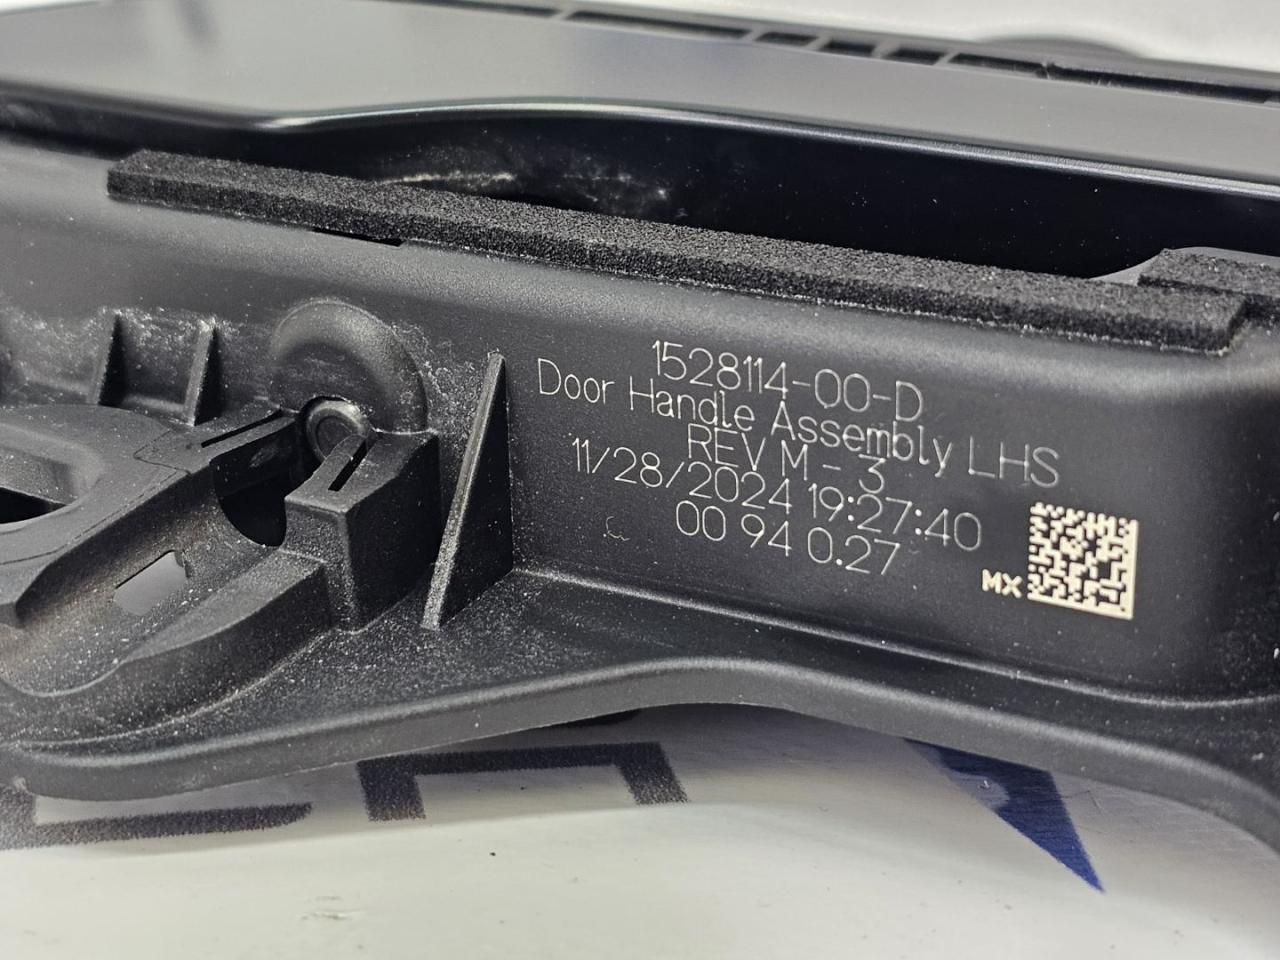 1528114-00-D
Door Handle Assembly LHS
REV M - 3
11/28/2024 19:27:40
00 94 0.27
MX